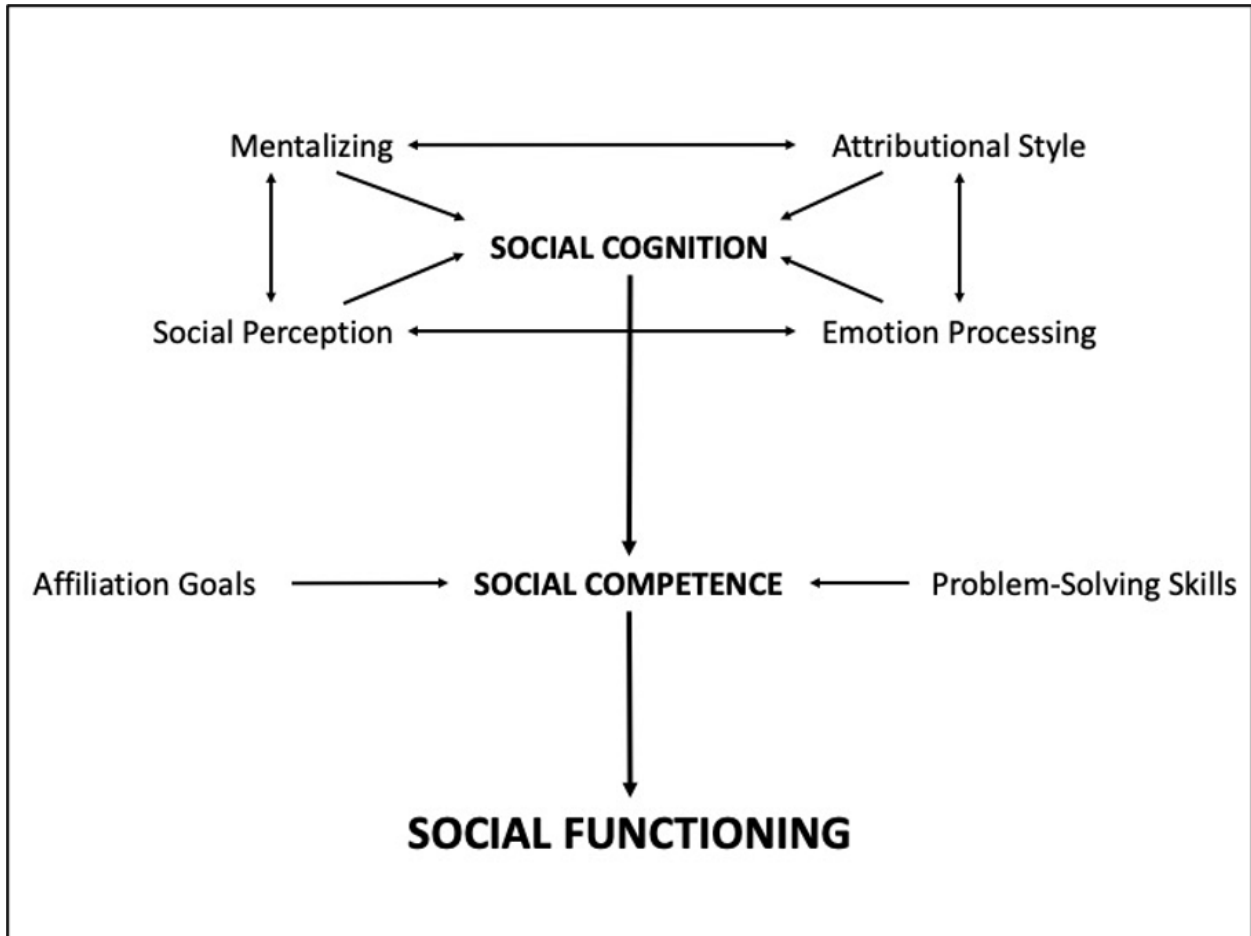 Mentalizing
Attributional Style
SOCIAL COGNITION
Social Perception
Emotion Processing
Affiliation Goals
SOCIAL COMPETENCE
Problem-Solving Skills
SOCIAL FUNCTIONING